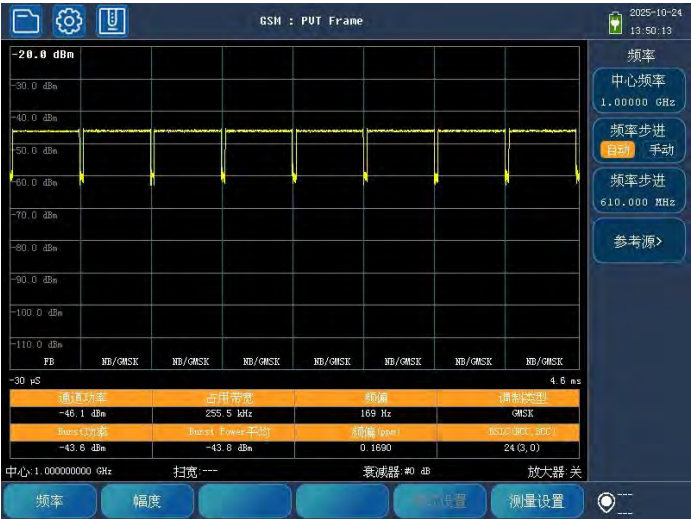 GSM : PVT Frame
2025-10-24
13:50:13
-20.0 dBm
-30.0 dBm
-40.0 dBm
-50.0 dBm
-60.0 dBm
-70.0 dBm
-80.0 dBm
-90.0 dBm
-100.0 dBm
-110.0 dBm
FB NB/GMSK NB/GMSK NB/GMSK NB/GMSK NB/GMSK NB/GMSK NB/GMSK
-30 μS 4.6 ms
通道功率 占用带宽 频偏 调制类型
-46.1 dBm 255.5 kHz 169 Hz GMSK
Burst功率 Burst Power平均 频偏(ppm) BSIC(NCC, BCC)
-43.6 dBm -43.8 dBm 0.1690 24(3,0)
中心:1.000000000 GHz 扫宽:--- 衰减器:#0 dB 放大器:关
频率
中心频率
1.00000 GHz
频率步进
自动 手动
频率步进
610.000 MHz
参考源>
频率 幅度 测量设置
---
---